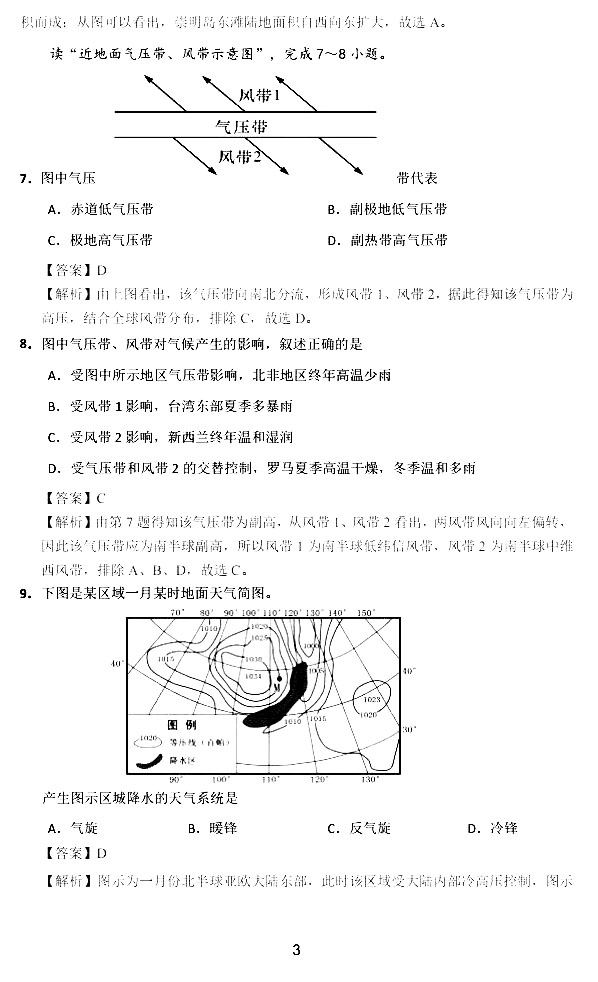 积而成；从图可以看出，崇明岛东滩陆地面积自西向东扩大，故选 A。
读“近地面气压带、风带示意图”，完成 7～8 小题。
风带1
气压带
风带2
7．图中气压 带代表
A．赤道低气压带 B．副极地低气压带
C．极地高气压带 D．副热带高气压带
【答案】D
【解析】由上图看出，该气压带向南北分流，形成风带 1、风带 2，据此得知该气压带为
高压，结合全球风带分布，排除 C，故选 D。
8．图中气压带、风带对气候产生的影响，叙述正确的是
A．受图中所示地区气压带影响，北非地区终年高温少雨
B．受风带 1 影响，台湾东部夏季多暴雨
C．受风带 2 影响，新西兰终年温和湿润
D．受气压带和风带 2 的交替控制，罗马夏季高温干燥，冬季温和多雨
【答案】C
【解析】由第 7 题得知该气压带为副高，从风带 1、风带 2 看出，两风带风向向左偏转，
因此该气压带应为南半球副高，所以风带 1 为南半球低纬信风带，风带 2 为南半球中维
西风带，排除 A、B、D，故选 C。
9．下图是某区域一月某时地面天气简图。
70° 80° 90° 100° 110° 120° 130° 140° 150°
1010 1020
1025 1000
1015 1030 1005
40° 1034 M 40°
1023
1010 1015 1020
图 例 30°
1020 等压线（百帕）
降水区
90° 100° 110° 120° 130°
产生图示区城降水的天气系统是
A．气旋 B．暖锋 C．反气旋 D．冷锋
【答案】D
【解析】图示为一月份北半球亚欧大陆东部，此时该区域受大陆内部冷高压控制，图示
3